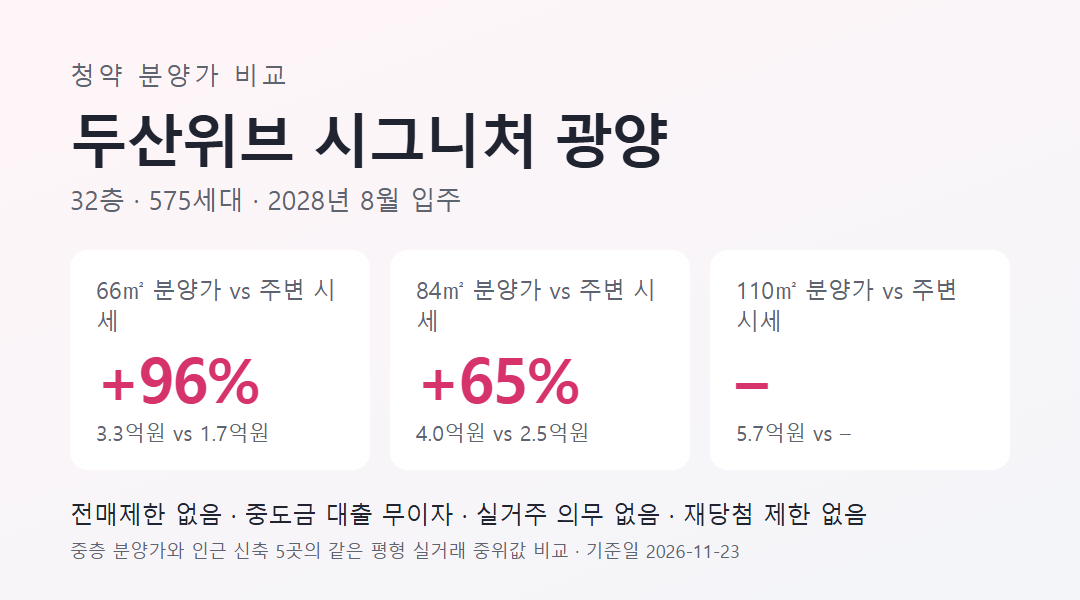 청약 분양가 비교
두산위브 시그니처 광양
32층 · 575세대 · 2028년 8월 입주
66㎡ 분양가 vs 주변 시
세
+96%
3.3억원 vs 1.7억원
84㎡ 분양가 vs 주변 시
세
+65%
4.0억원 vs 2.5억원
110㎡ 분양가 vs 주변
시세
–
5.7억원 vs –
전매제한 없음 · 중도금 대출 무이자 · 실거주 의무 없음 · 재당첨 제한 없음
중층 분양가와 인근 신축 5곳의 같은 평형 실거래 중위값 비교 · 기준일 2026-11-23